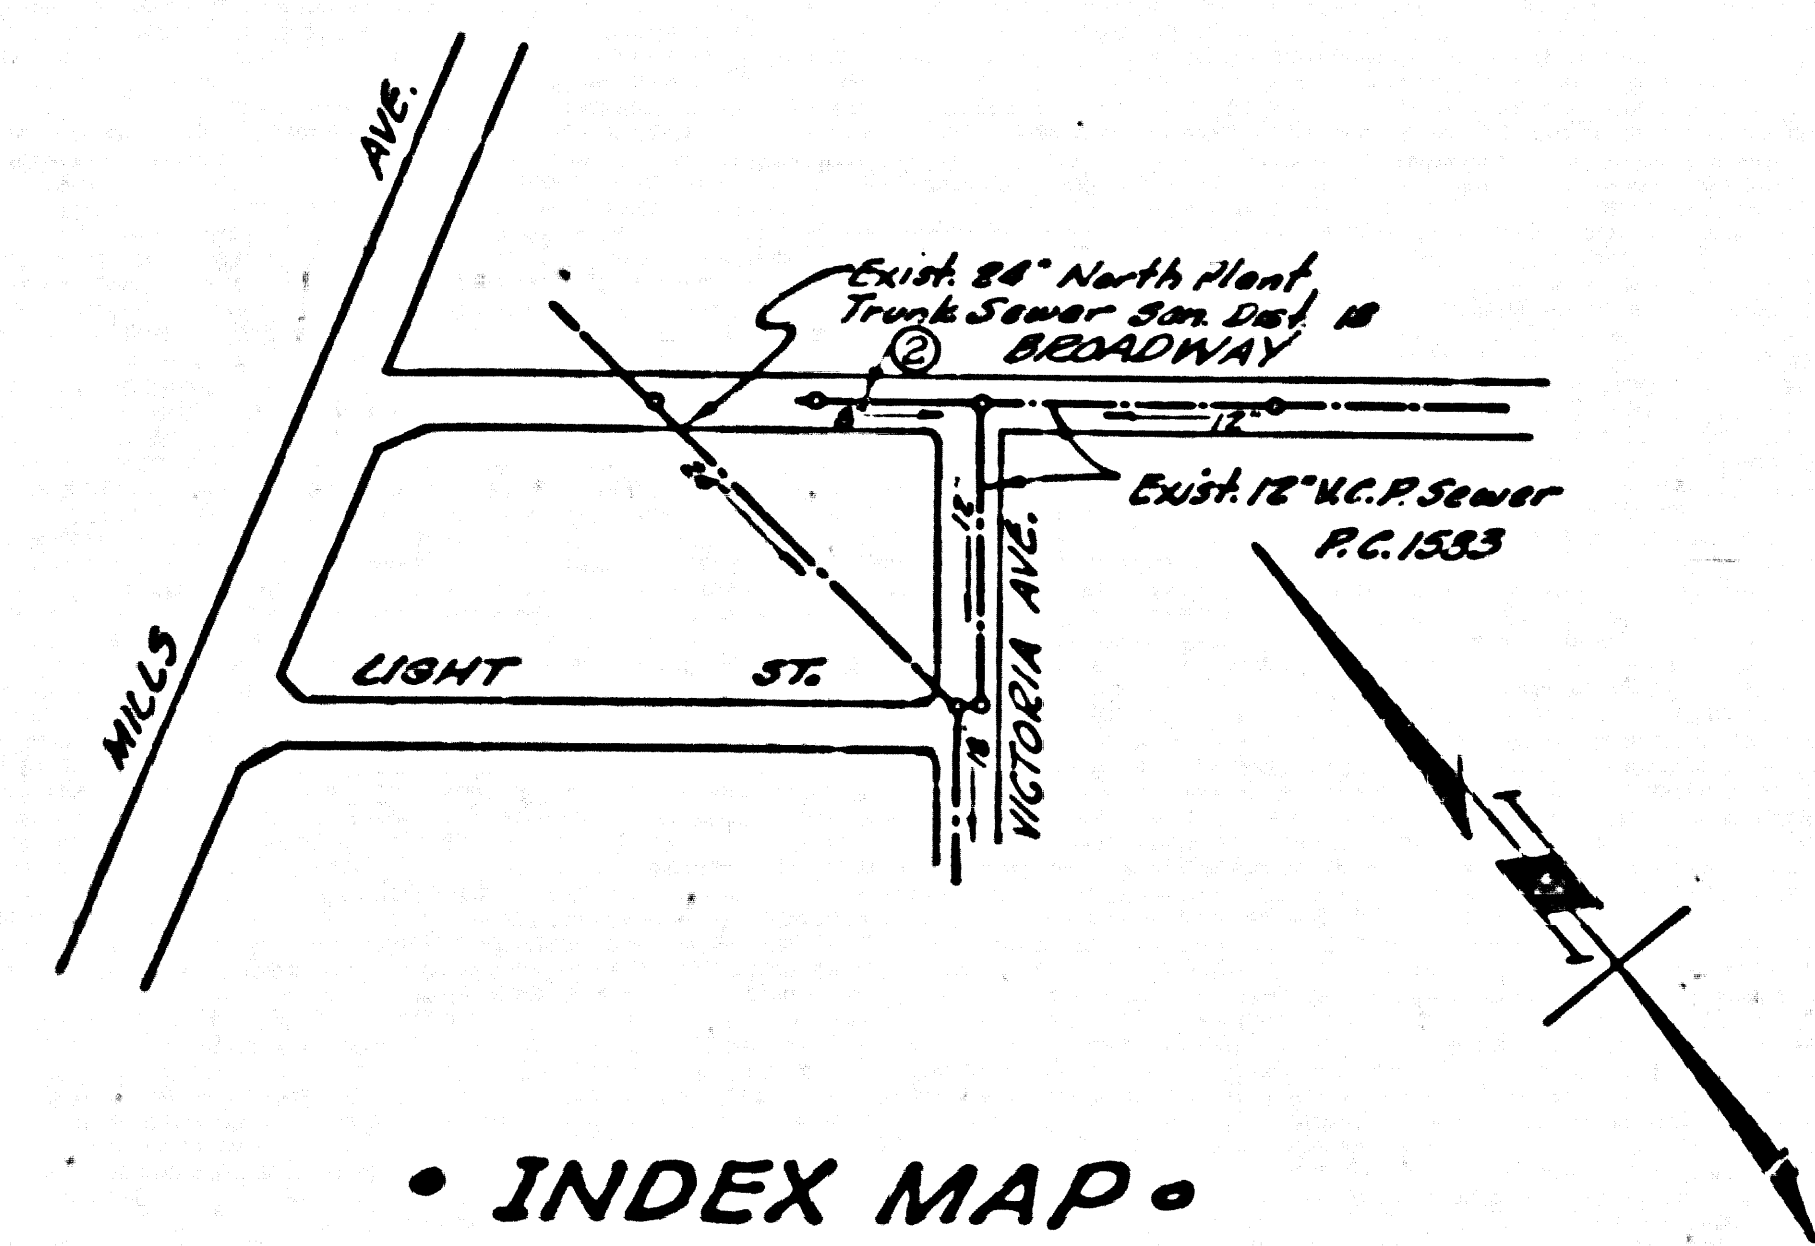 AVE.
Exist. 24" North Plant
Trunk Sewer San. Dist. 18
② BROADWAY
8"
12"
Exist. 12" V.C.P. Sewer
P.C. 1533
12"
VICTORIA AVE.
LIGHT ST.
MILLS
18"
• INDEX MAP •